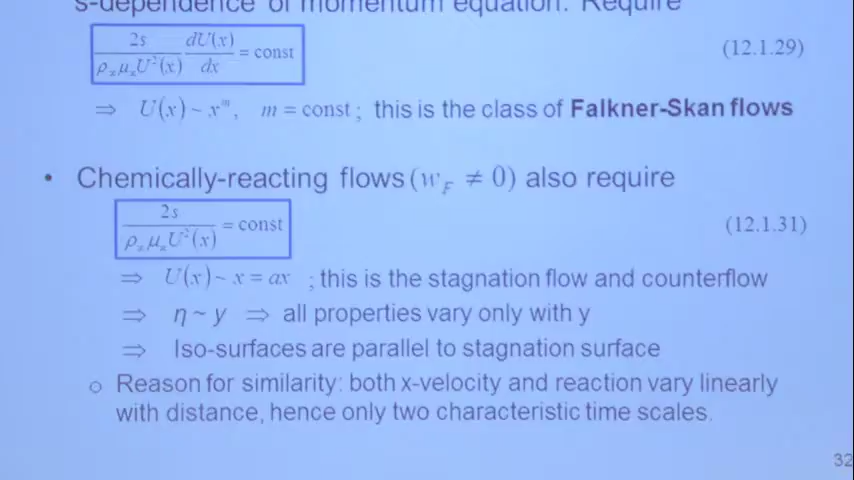 s-dependence of momentum equation: Require
2s / ρ∞μ∞U²(x) dU(x) / dx = const (12.1.29)
⇒ U(x) ~ xᵐ, m = const ; this is the class of Falkner-Skan flows
• Chemically-reacting flows (w_F ≠ 0) also require
2s / ρ∞μ∞U²(x) = const (12.1.31)
⇒ U(x) ~ x = ax ; this is the stagnation flow and counterflow
⇒ η ~ y ⇒ all properties vary only with y
⇒ Iso-surfaces are parallel to stagnation surface
o Reason for similarity: both x-velocity and reaction vary linearly
with distance, hence only two characteristic time scales.
32